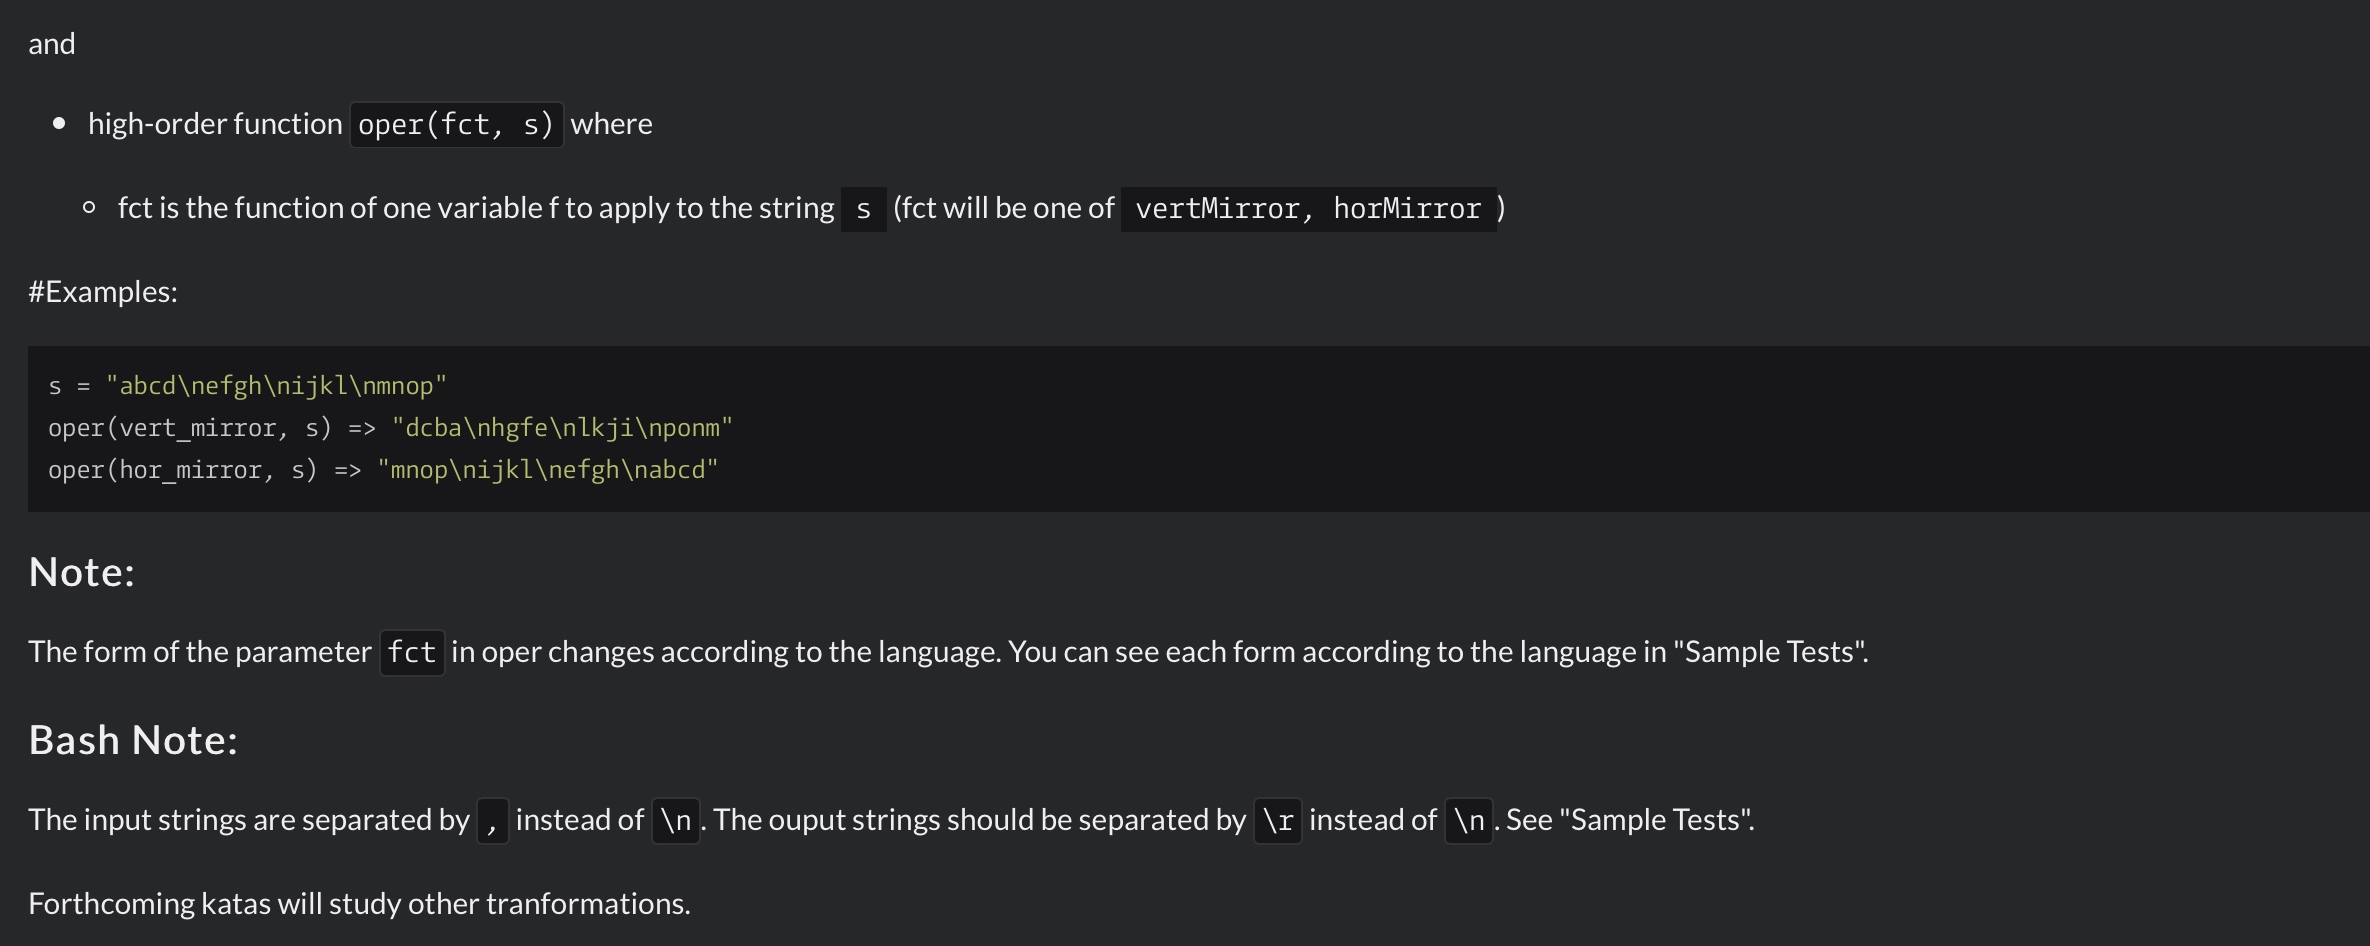 and
high-order function oper(fct, s) where
fct is the function of one variable f to apply to the string s (fct will be one of vertMirror, horMirror )
#Examples:
s = "abcd\nefgh\nijkl\nmnop"
oper(vert_mirror, s) => "dcba\nhgfe\nlkji\nponm"
oper(hor_mirror, s) => "mnop\nijkl\nefgh\nabcd"
Note:
The form of the parameter fct in oper changes according to the language. You can see each form according to the language in "Sample Tests".
Bash Note:
The input strings are separated by , instead of \n. The ouput strings should be separated by \r instead of \n. See "Sample Tests".
Forthcoming katas will study other tranformations.